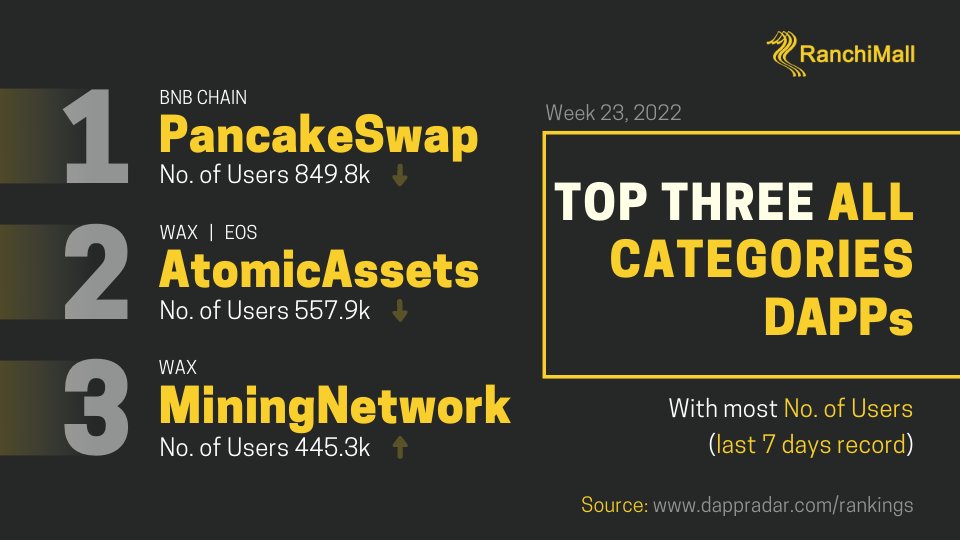 RanchiMall
Week 23, 2022
TOP THREE ALL
CATEGORIES
DAPPs
With most No. of Users
(last 7 days record)
Source: www.dappradar.com/rankings
1
BNB CHAIN
PancakeSwap
No. of Users 849.8k
2
WAX | EOS
AtomicAssets
No. of Users 557.9k
3
WAX
MiningNetwork
No. of Users 445.3k